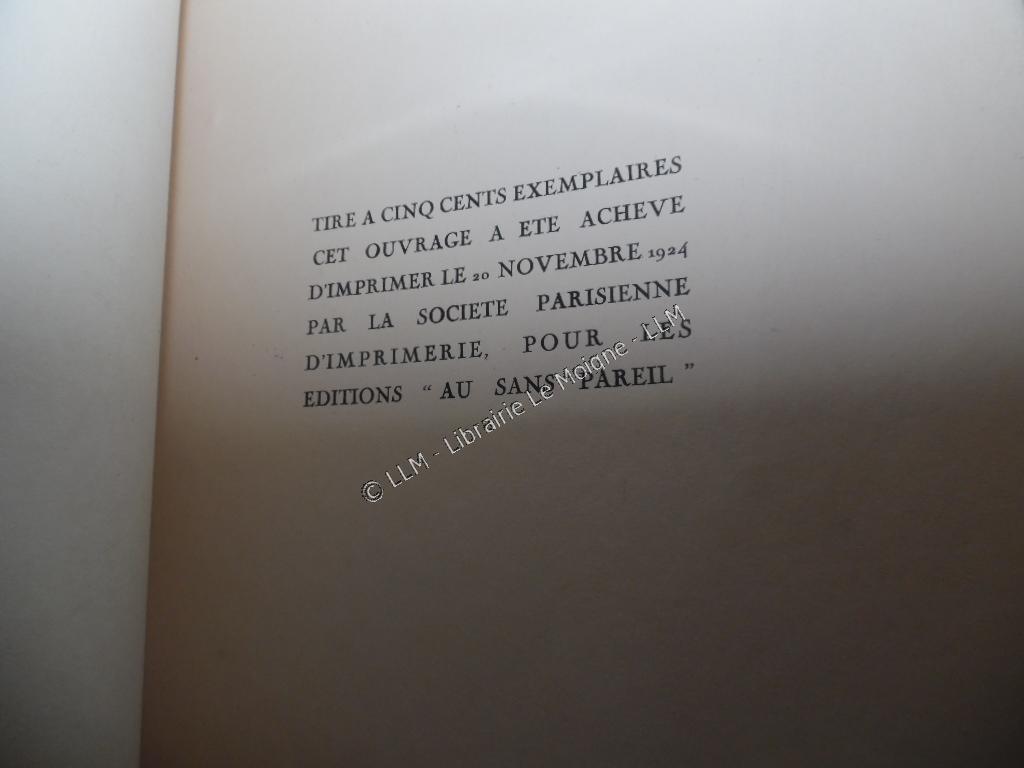 TIRE A CINQ CENTS EXEMPLAIRES
CET OUVRAGE A ETE ACHEVE
D'IMPRIMER LE 20 NOVEMBRE 1924
PAR LA SOCIETE PARISIENNE
D'IMPRIMERIE, POUR LES
EDITIONS “ AU SANS PAREIL ”
© LLM - Librairie Le Moigne - LLM